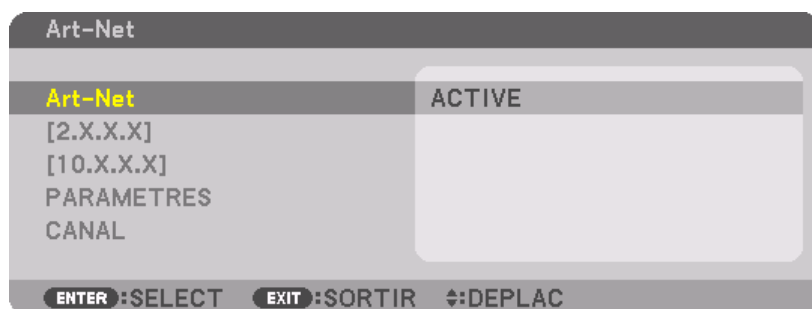 Art-Net
Art-Net ACTIVE
[2.X.X.X]
[10.X.X.X]
PARAMETRES
CANAL
ENTER :SELECT EXIT :SORTIR ♦:DEPLAC